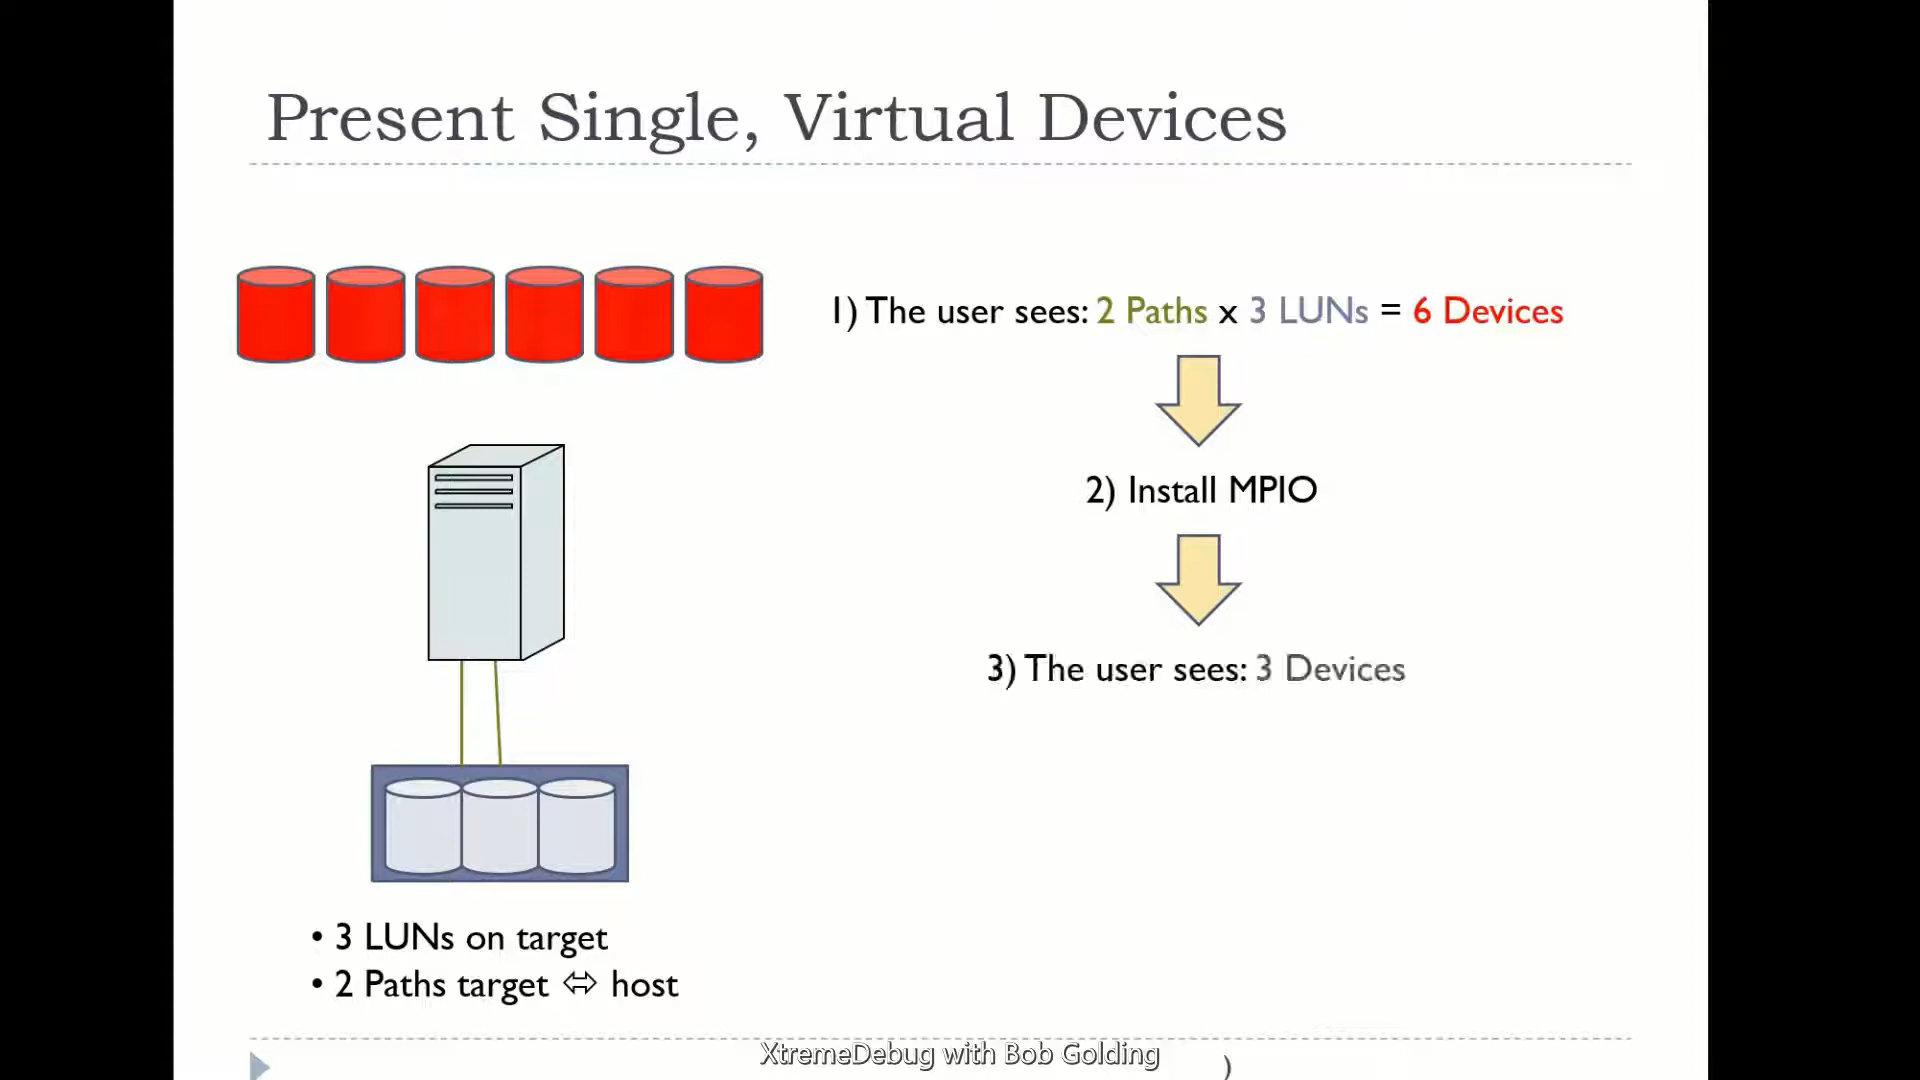 Present Single, Virtual Devices
1) The user sees: 2 Paths x 3 LUNs = 6 Devices
2) Install MPIO
3) The user sees: 3 Devices
• 3 LUNs on target
• 2 Paths target ⬄ host
XtremeDebug with Bob Golding
)